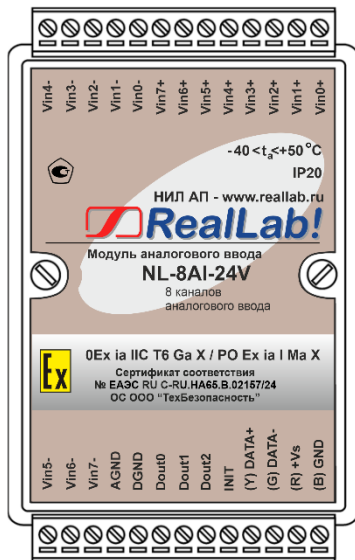 Vin4-
Vin3-
Vin2-
Vin1-
Vin0-
Vin7+
Vin6+
Vin5+
Vin4+
Vin3+
Vin2+
Vin1+
Vin0+
-40<ta<+50°C
IP20
НИЛ АП - www.reallab.ru
RealLab!
Модуль аналогового ввода
NL-8AI-24V
8 каналов
аналогового ввода
Ex
0Ex ia IIC T6 Ga X / PO Ex ia I Ma X
Сертификат соответствия
№ ЕАЭС RU C-RU.HA65.B.02157/24
ОС ООО "ТехБезопасность"
Vin5-
Vin6-
Vin7-
AGND
DGND
Dout0
Dout1
Dout2
INIT
(Y) DATA+
(G) DATA-
(R) +Vs
(B) GND